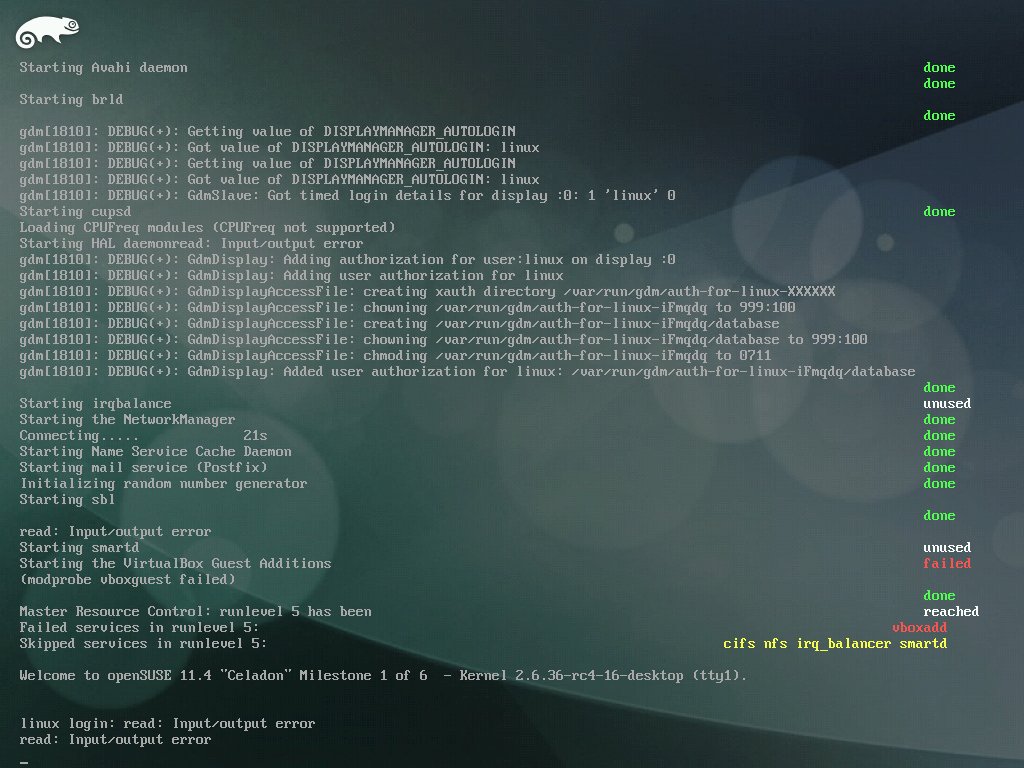 Starting Avahi daemon done
done
Starting brld
done
gdm[1810]: DEBUG(+): Getting value of DISPLAYMANAGER_AUTOLOGIN
gdm[1810]: DEBUG(+): Got value of DISPLAYMANAGER_AUTOLOGIN: linux
gdm[1810]: DEBUG(+): Getting value of DISPLAYMANAGER_AUTOLOGIN
gdm[1810]: DEBUG(+): Got value of DISPLAYMANAGER_AUTOLOGIN: linux
gdm[1810]: DEBUG(+): GdmSlave: Got timed login details for display :0: 1 'linux' 0
Starting cupsd done
Loading CPUFreq modules (CPUFreq not supported)
Starting HAL daemonread: Input/output error
gdm[1810]: DEBUG(+): GdmDisplay: Adding authorization for user:linux on display :0
gdm[1810]: DEBUG(+): GdmDisplay: Adding user authorization for linux
gdm[1810]: DEBUG(+): GdmDisplayAccessFile: creating xauth directory /var/run/gdm/auth-for-linux-XXXXXX
gdm[1810]: DEBUG(+): GdmDisplayAccessFile: chowning /var/run/gdm/auth-for-linux-iFmqdq to 999:100
gdm[1810]: DEBUG(+): GdmDisplayAccessFile: creating /var/run/gdm/auth-for-linux-iFmqdq/database
gdm[1810]: DEBUG(+): GdmDisplayAccessFile: chowning /var/run/gdm/auth-for-linux-iFmqdq/database to 999:100
gdm[1810]: DEBUG(+): GdmDisplayAccessFile: chmoding /var/run/gdm/auth-for-linux-iFmqdq to 0711
gdm[1810]: DEBUG(+): GdmDisplay: Added user authorization for linux: /var/run/gdm/auth-for-linux-iFmqdq/database
done
Starting irqbalance unused
Starting the NetworkManager done
Connecting..... 21s done
Starting Name Service Cache Daemon done
Starting mail service (Postfix) done
Initializing random number generator done
Starting sbl
done
read: Input/output error
Starting smartd unused
Starting the VirtualBox Guest Additions failed
(modprobe vboxguest failed)
done
Master Resource Control: runlevel 5 has been reached
Failed services in runlevel 5: vboxadd
Skipped services in runlevel 5: cifs nfs irq_balancer smartd
Welcome to openSUSE 11.4 "Celadon" Milestone 1 of 6 - Kernel 2.6.36-rc4-16-desktop (tty1).
linux login: read: Input/output error
read: Input/output error
_